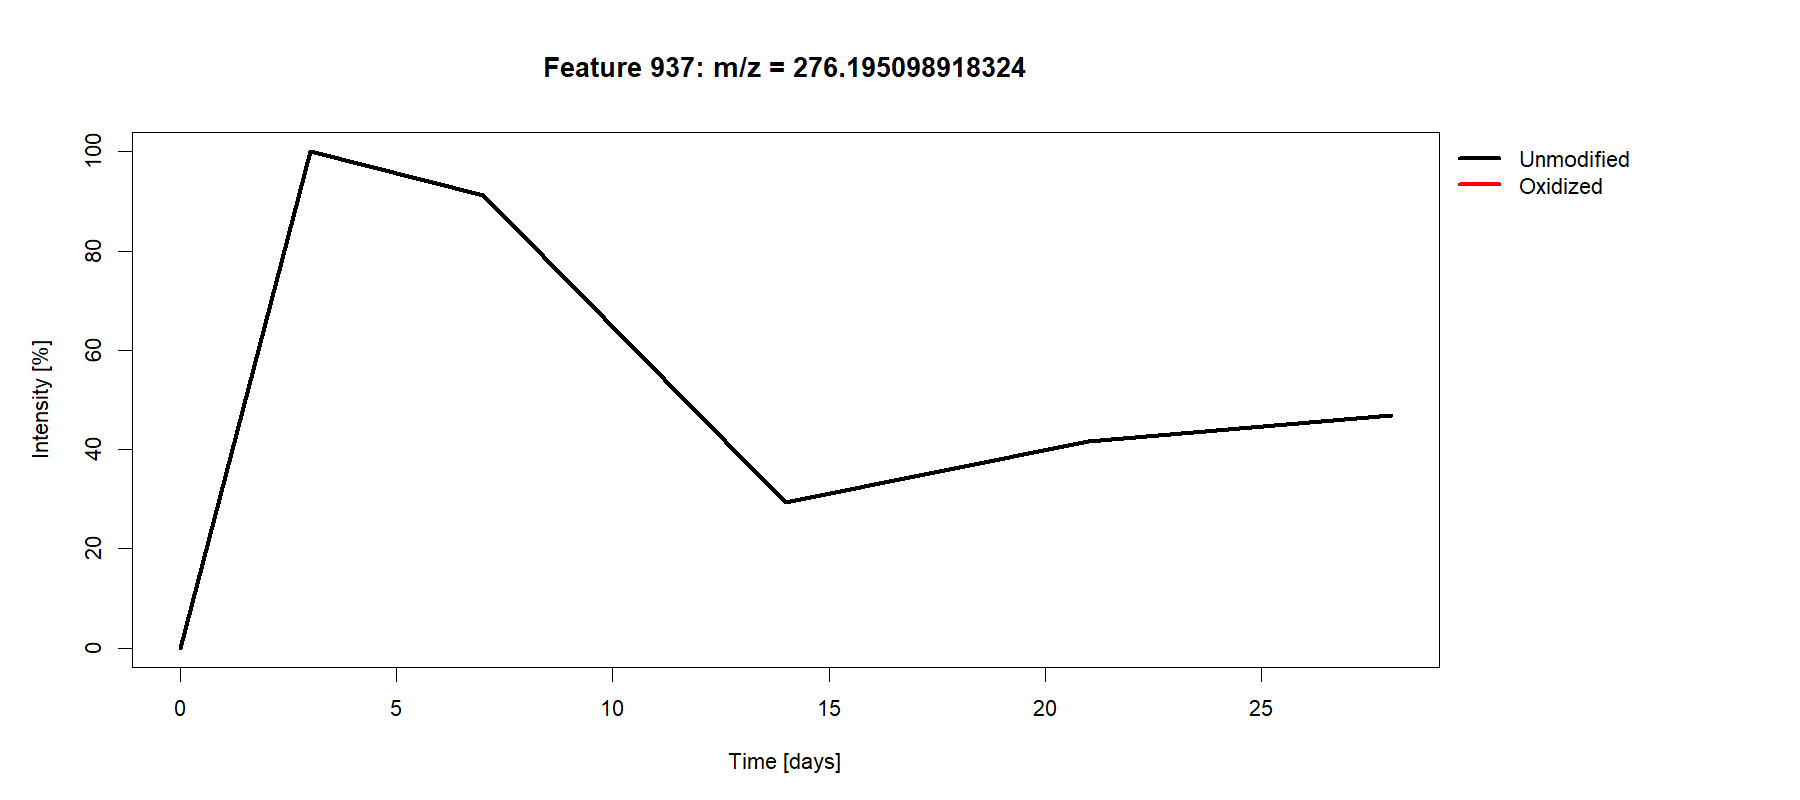 Feature 937: m/z = 276.195098918324
Unmodified
Oxidized
Intensity [%]
100
80
60
40
20
0
0 5 10 15 20 25
Time [days]